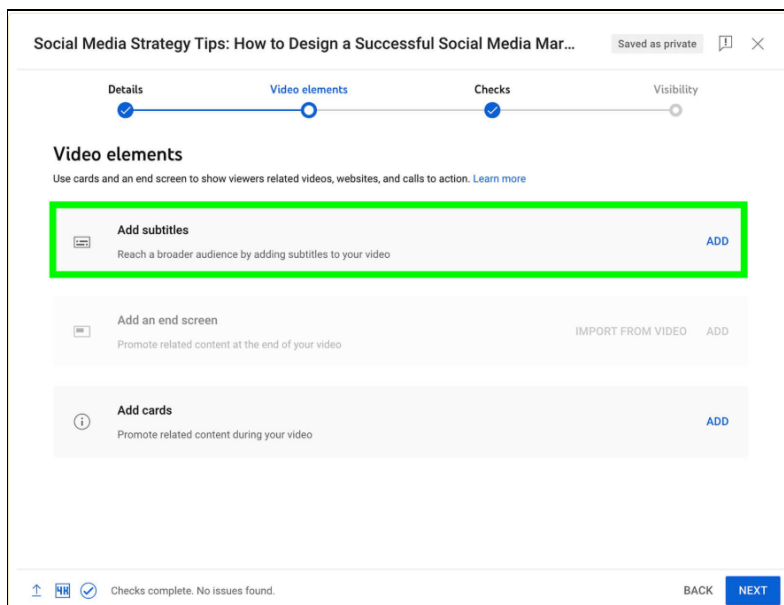 Social Media Strategy Tips: How to Design a Successful Social Media Mar...
Saved as private
Details
Video elements
Checks
Visibility
Video elements
Use cards and an end screen to show viewers related videos, websites, and calls to action. Learn more
Add subtitles
Reach a broader audience by adding subtitles to your video
ADD
Add an end screen
Promote related content at the end of your video
IMPORT FROM VIDEO
ADD
Add cards
Promote related content during your video
ADD
Checks complete. No issues found.
BACK
NEXT